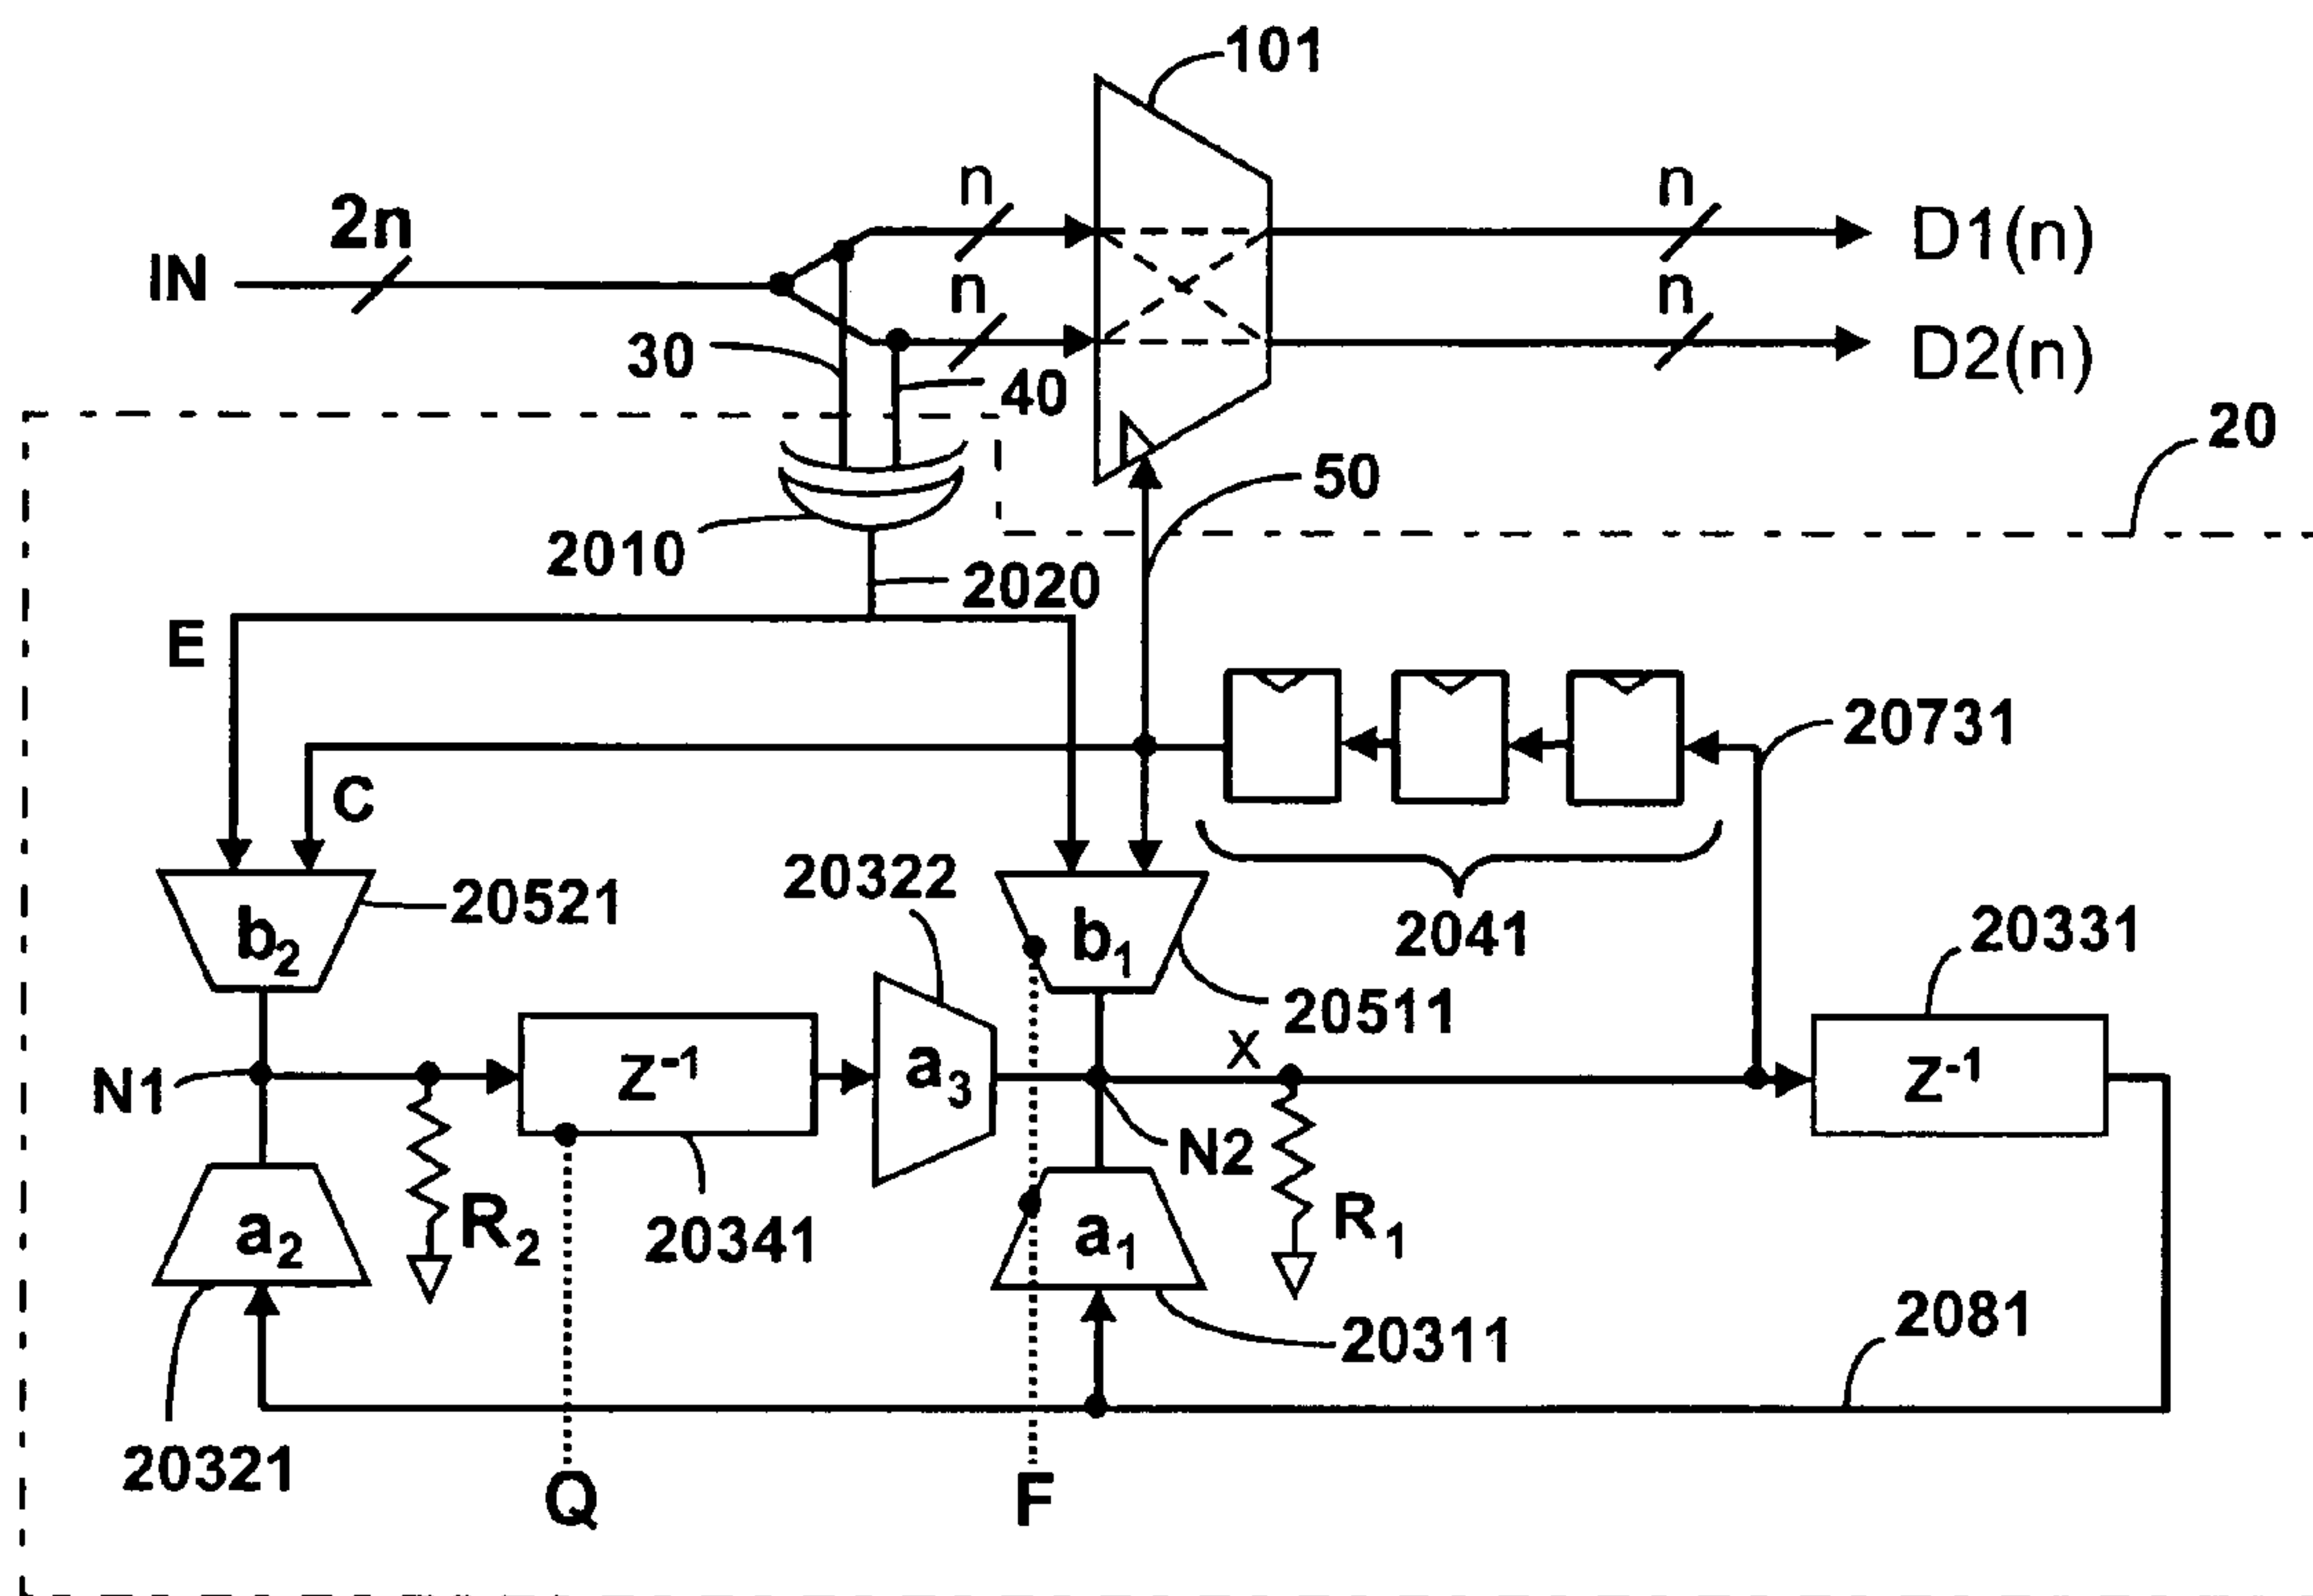 101
n
n
2n
D1(n)
IN
n
n
30
D2(n)
40
20
50
2010
2020
E
20731
C
20322
20521
b2
b1
2041
20331
20511
X
N1
Z-1
a3
Z-1
N2
R2
R1
a2
20341
a1
2081
20311
20321
Q
F